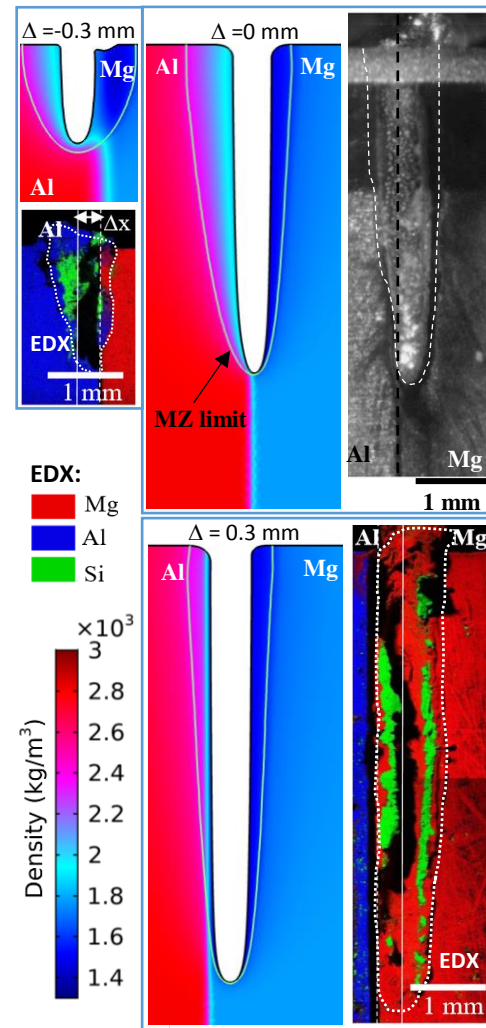 Δ =-0.3 mm
Mg
Al
Al
Δx
EDX
1 mm
Δ =0 mm
Al
Mg
MZ limit
Al
Mg
1 mm
EDX:
Mg
Al
Si
×10³
3
2.8
2.6
2.4
2.2
2
1.8
1.6
1.4
Density (kg/m³)
Δ = 0.3 mm
Al
Mg
Al
Mg
EDX
1 mm